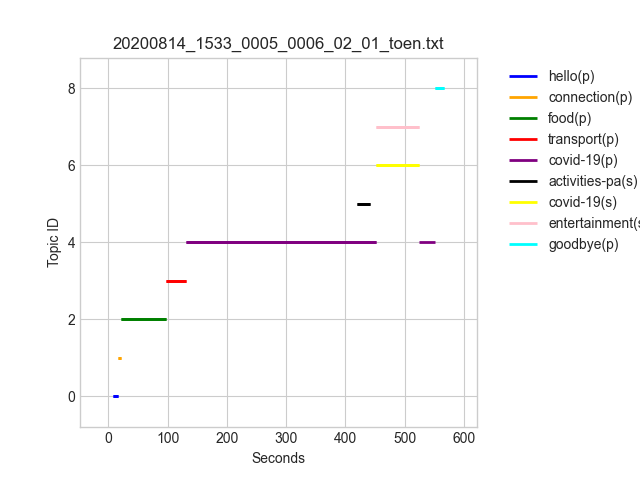 20200814_1533_0005_0006_02_01_toen.txt
8
6
4
2
0
Topic ID
0 100 200 300 400 500 600
Seconds
hello(p)
connection(p)
food(p)
transport(p)
covid-19(p)
activities-pa(s)
covid-19(s)
entertainment(s
goodbye(p)